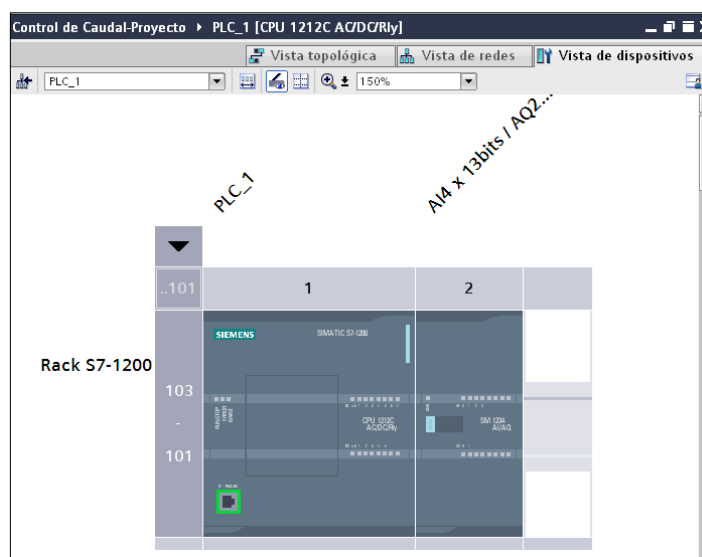 Control de Caudal-Proyecto ▸ PLC_1 [CPU 1212C AC/DC/Rly]
Vista topológica Vista de redes Vista de dispositivos
PLC_1 150%
PLC_1
AI4 x 13bits / AQ2...
..101 1 2
SIEMENS SIMATIC S7-1200
Rack S7-1200
103
-
101
CPU 1212C
AC/DC/Rly
SM 1234
AI/AQ